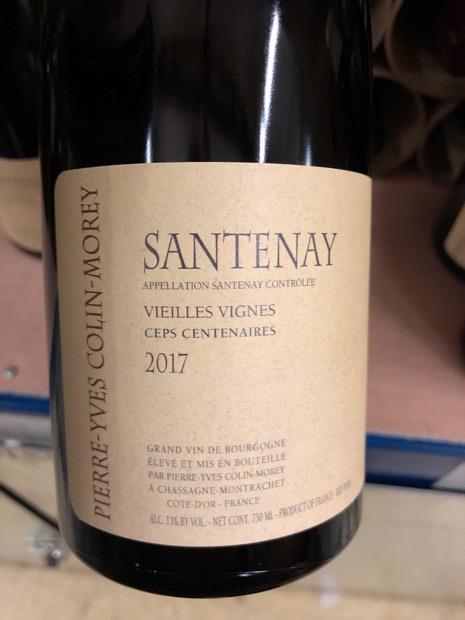 PIERRE-YVES COLIN-MOREY
SANTENAY
APPELLATION SANTENAY CONTRÔLÉE
VIEILLES VIGNES
CEPS CENTENAIRES
2017
GRAND VIN DE BOURGOGNE
ÉLEVÉ ET MIS EN BOUTEILLE
PAR PIERRE-YVES COLIN-MOREY
A CHASSAGNE-MONTRACHET
CÔTE-D'OR - FRANCE
ALC. 13% BY VOL. - NET CONT. 750 ML - PRODUCT OF FRANCE - RED WINE